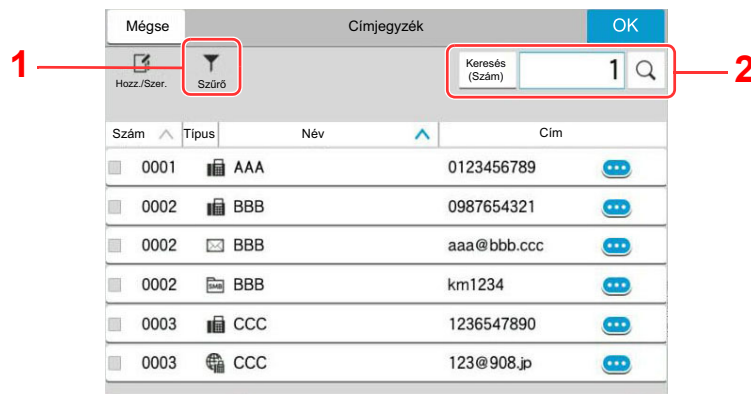 Mégse Címjegyzék OK
1 2
Hozz./Szer. Szűrő Keresés (Szám) 1
Szám Típus Név Cím
0001 AAA 0123456789
0002 BBB 0987654321
0002 BBB aaa@bbb.ccc
0002 SMB BBB km1234
0003 CCC 1236547890
0003 CCC 123@908.jp